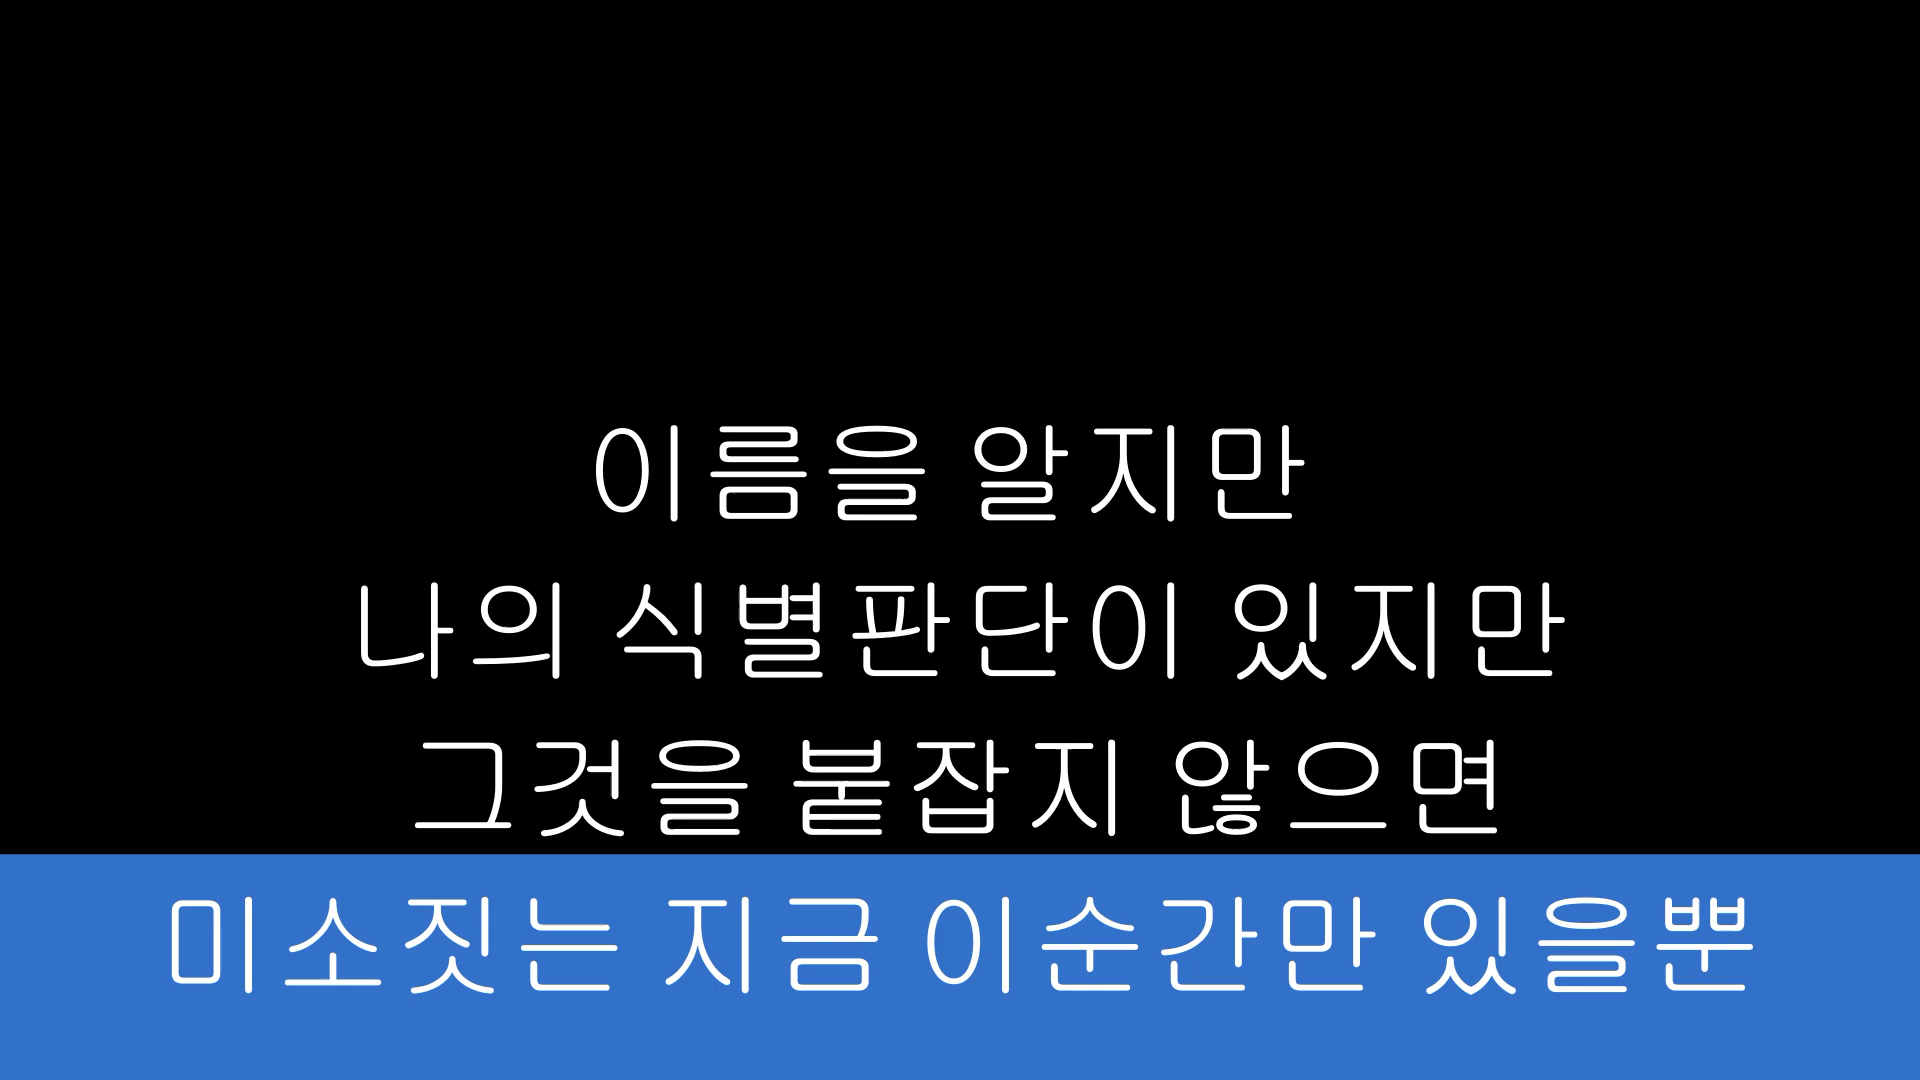 이름을 알지만
나의 식별판단이 있지만
그것을 붙잡지 않으면
미소짓는 지금 이순간만 있을뿐